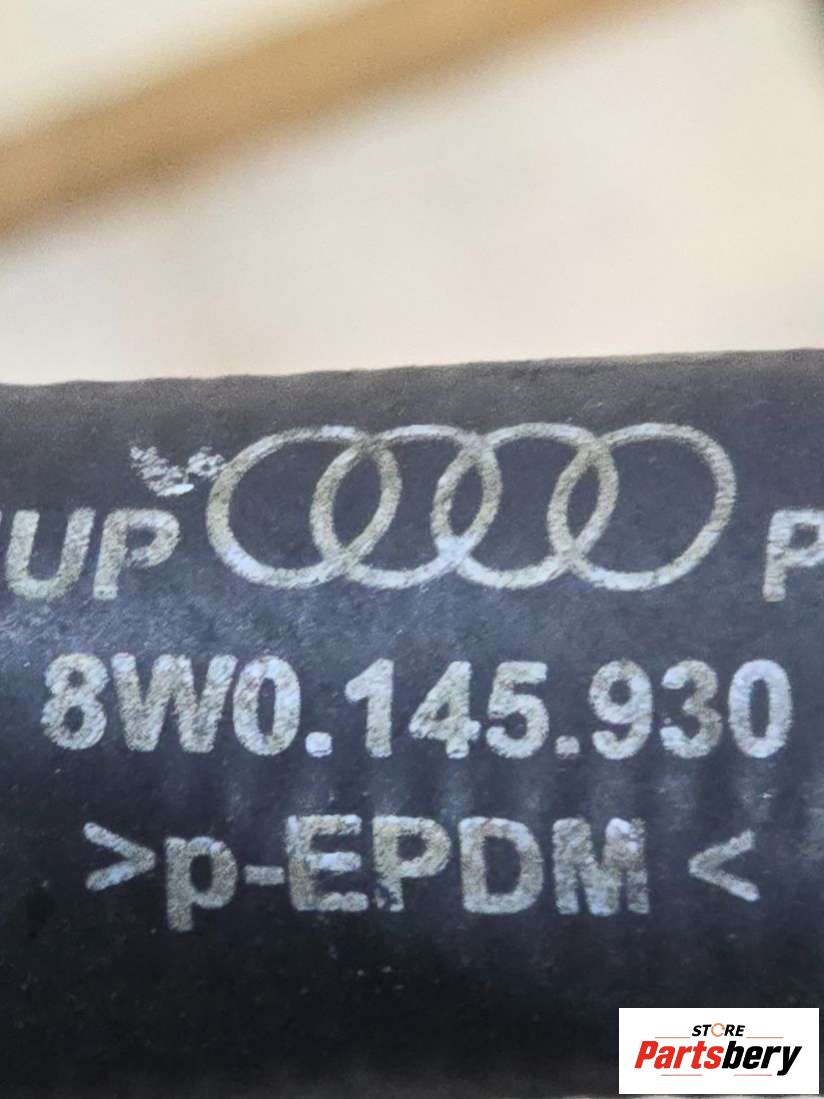 UP P
8W0.145.930
>p-EPDM<
STORE
Partsbery